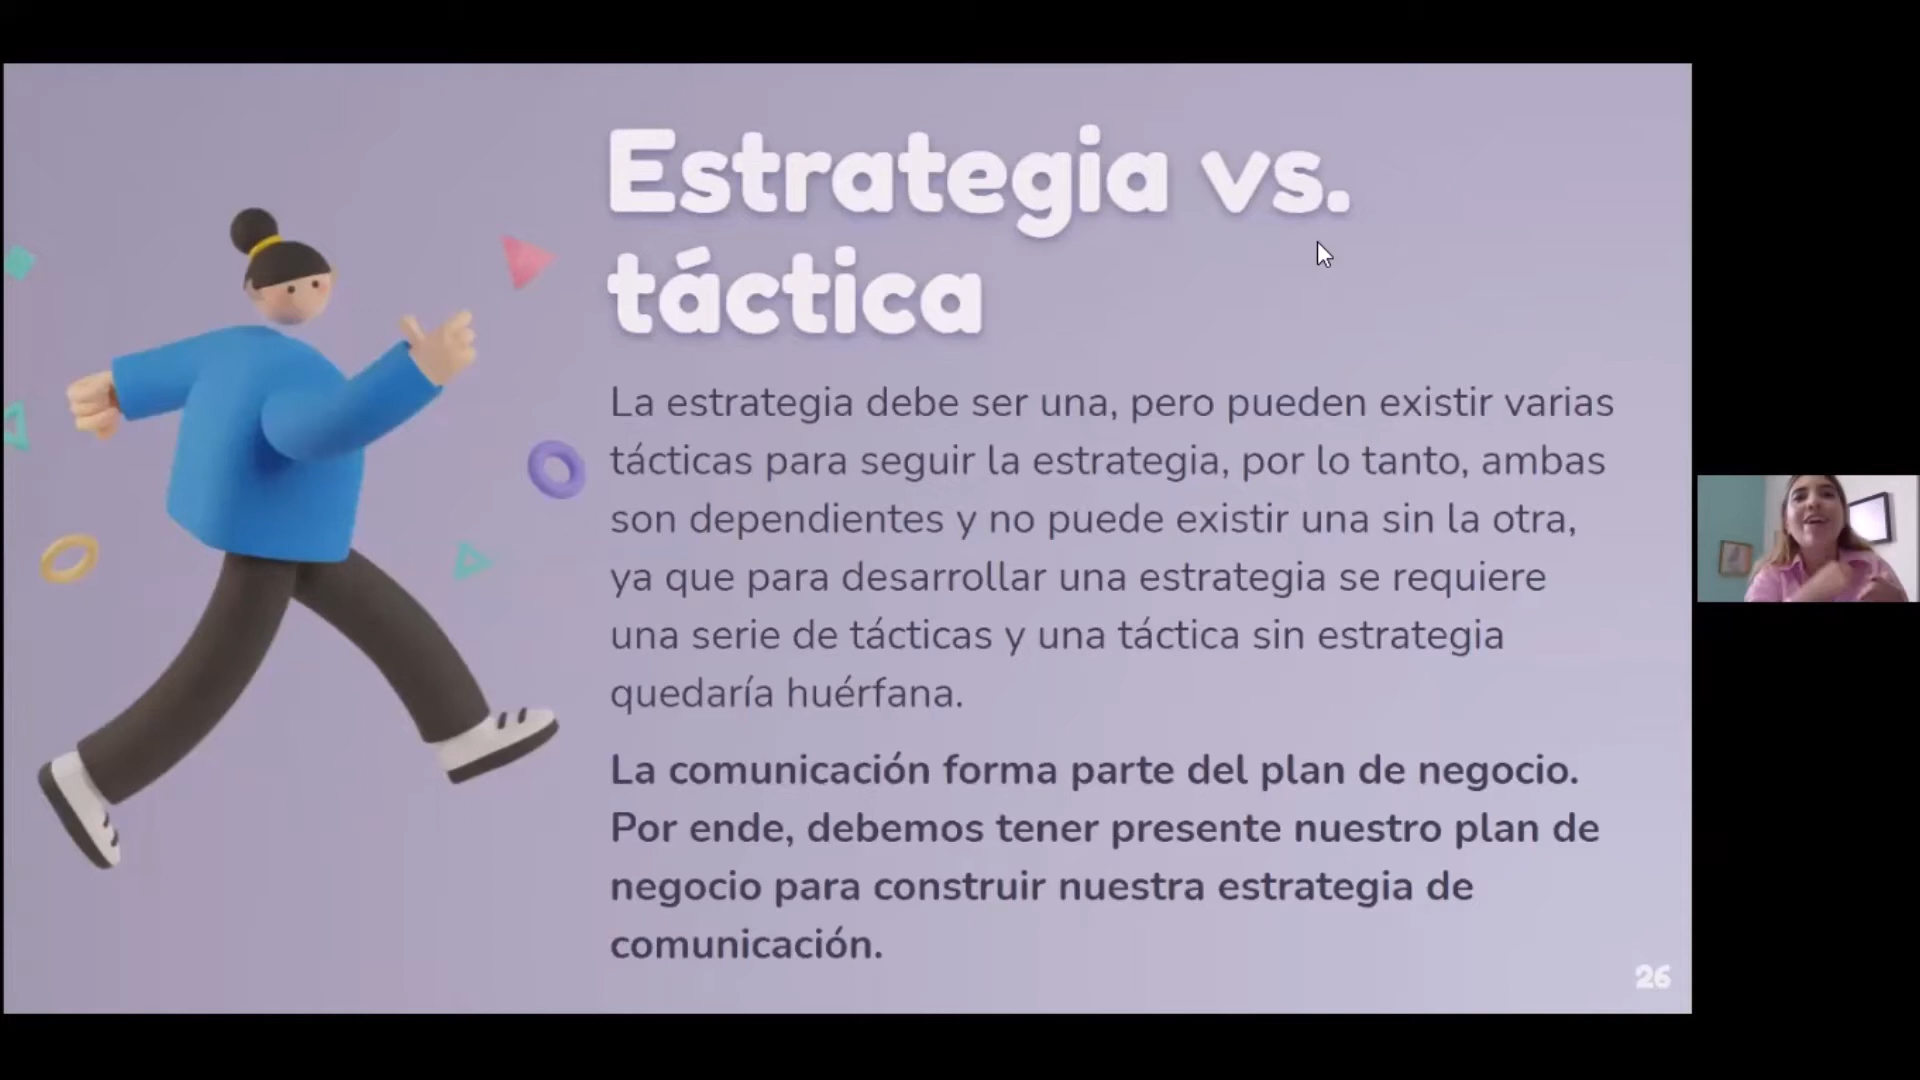 Estrategia vs.
táctica
La estrategia debe ser una, pero pueden existir varias
tácticas para seguir la estrategia, por lo tanto, ambas
son dependientes y no puede existir una sin la otra,
ya que para desarrollar una estrategia se requiere
una serie de tácticas y una táctica sin estrategia
quedaría huérfana.
La comunicación forma parte del plan de negocio.
Por ende, debemos tener presente nuestro plan de
negocio para construir nuestra estrategia de
comunicación.
26